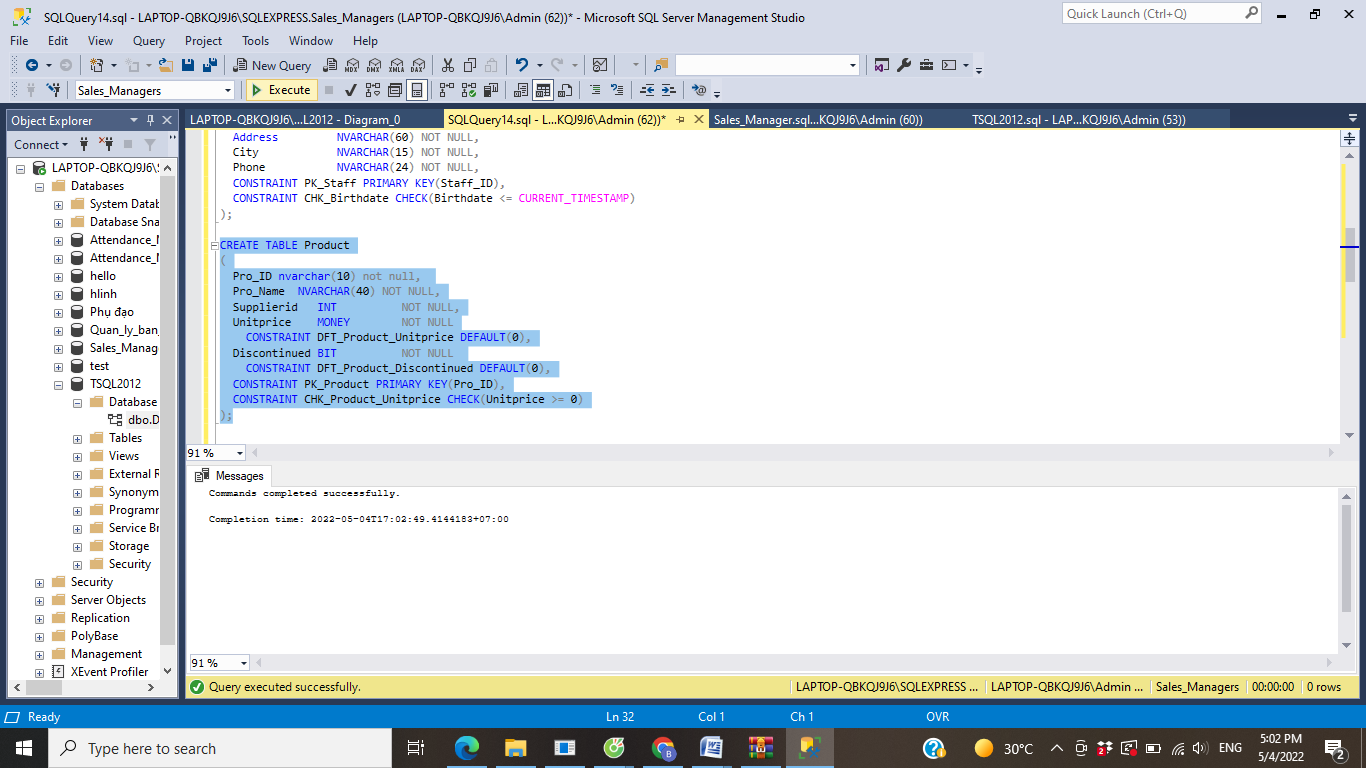 SQLQuery14.sql - LAPTOP-QBKQJ9J6\SQLEXPRESS.Sales_Managers (LAPTOP-QBKQJ9J6\Admin (62))* - Microsoft SQL Server Management Studio
Quick Launch (Ctrl+Q)
File Edit View Query Project Tools Window Help
New Query
MDX DMX XMLA DAX
Sales_Managers
Execute
Object Explorer
LAPTOP-QBKQJ9J6\...L2012 - Diagram_0
SQLQuery14.sql - L...KQJ9J6\Admin (62))*
Sales_Manager.sql...KQJ9J6\Admin (60))
TSQL2012.sql - LAP...KQJ9J6\Admin (53))
Connect
LAPTOP-QBKQJ9J6\
Databases
System Datab
Database Sna
Attendance_
Attendance_
hello
hlinh
Phụ đạo
Quan_ly_ban_
Sales_Manag
test
TSQL2012
Database
dbo.D
Tables
Views
External R
Synonym
Programm
Service Br
Storage
Security
Security
Server Objects
Replication
PolyBase
Management
XEvent Profiler
Address NVARCHAR(60) NOT NULL,
City NVARCHAR(15) NOT NULL,
Phone NVARCHAR(24) NOT NULL,
CONSTRAINT PK_Staff PRIMARY KEY(Staff_ID),
CONSTRAINT CHK_Birthdate CHECK(Birthdate <= CURRENT_TIMESTAMP)
);
CREATE TABLE Product
(
Pro_ID nvarchar(10) not null,
Pro_Name NVARCHAR(40) NOT NULL,
Supplierid INT NOT NULL,
Unitprice MONEY NOT NULL
CONSTRAINT DFT_Product_Unitprice DEFAULT(0),
Discontinued BIT NOT NULL
CONSTRAINT DFT_Product_Discontinued DEFAULT(0),
CONSTRAINT PK_Product PRIMARY KEY(Pro_ID),
CONSTRAINT CHK_Product_Unitprice CHECK(Unitprice >= 0)
);
91 %
Messages
Commands completed successfully.
Completion time: 2022-05-04T17:02:49.4144183+07:00
91 %
Query executed successfully.
LAPTOP-QBKQJ9J6\SQLEXPRESS ... LAPTOP-QBKQJ9J6\Admin ... Sales_Managers 00:00:00 0 rows
Ready Ln 32 Col 1 Ch 1 OVR
Type here to search
30°C
ENG
5:02 PM
5/4/2022
2